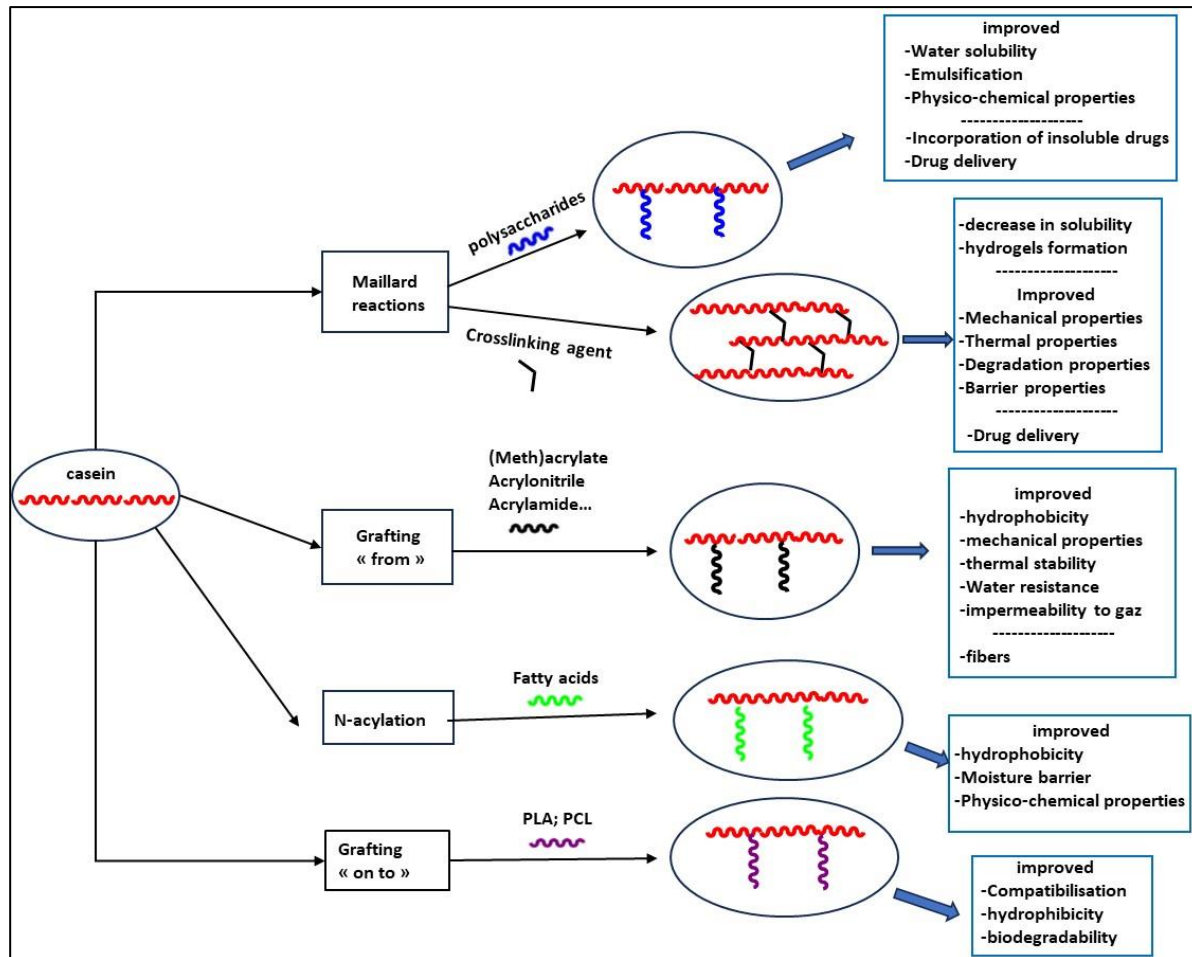 improved
-Water solubility
-Emulsification
-Physico-chemical properties
--------------------
-Incorporation of insoluble drugs
-Drug delivery
polysaccharides
-decrease in solubility
-hydrogels formation
--------------------
Improved
-Mechanical properties
-Thermal properties
-Degradation properties
-Barrier properties
--------------------
-Drug delivery
Maillard
reactions
Crosslinking agent
casein
(Meth)acrylate
Acrylonitrile
Acrylamide...
Grafting
« from »
improved
-hydrophobicity
-mechanical properties
-thermal stability
-Water resistance
-impermeability to gaz
--------------------
-fibers
Fatty acids
N-acylation
improved
-hydrophobicity
-Moisture barrier
-Physico-chemical properties
PLA; PCL
Grafting
« on to »
improved
-Compatibilisation
-hydrophibicity
-biodegradability